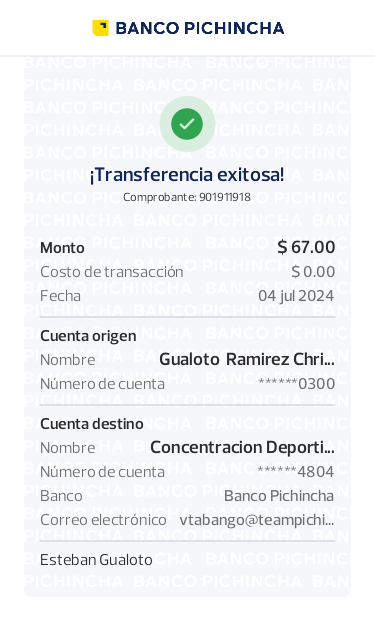 BANCO PICHINCHA
¡Transferencia exitosa!
Comprobante: 901911918
Monto $ 67.00
Costo de transacción $ 0.00
Fecha 04 jul 2024
Cuenta origen
Nombre Gualoto Ramirez Chri...
Número de cuenta ******0300
Cuenta destino
Nombre Concentracion Deporti...
Número de cuenta ******4804
Banco Banco Pichincha
Correo electrónico vtabango@teampichi...
Esteban Gualoto